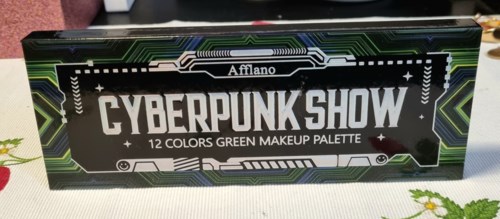 Afflano
CYBERPUNK SHOW
12 COLORS GREEN MAKEUP PALETTE